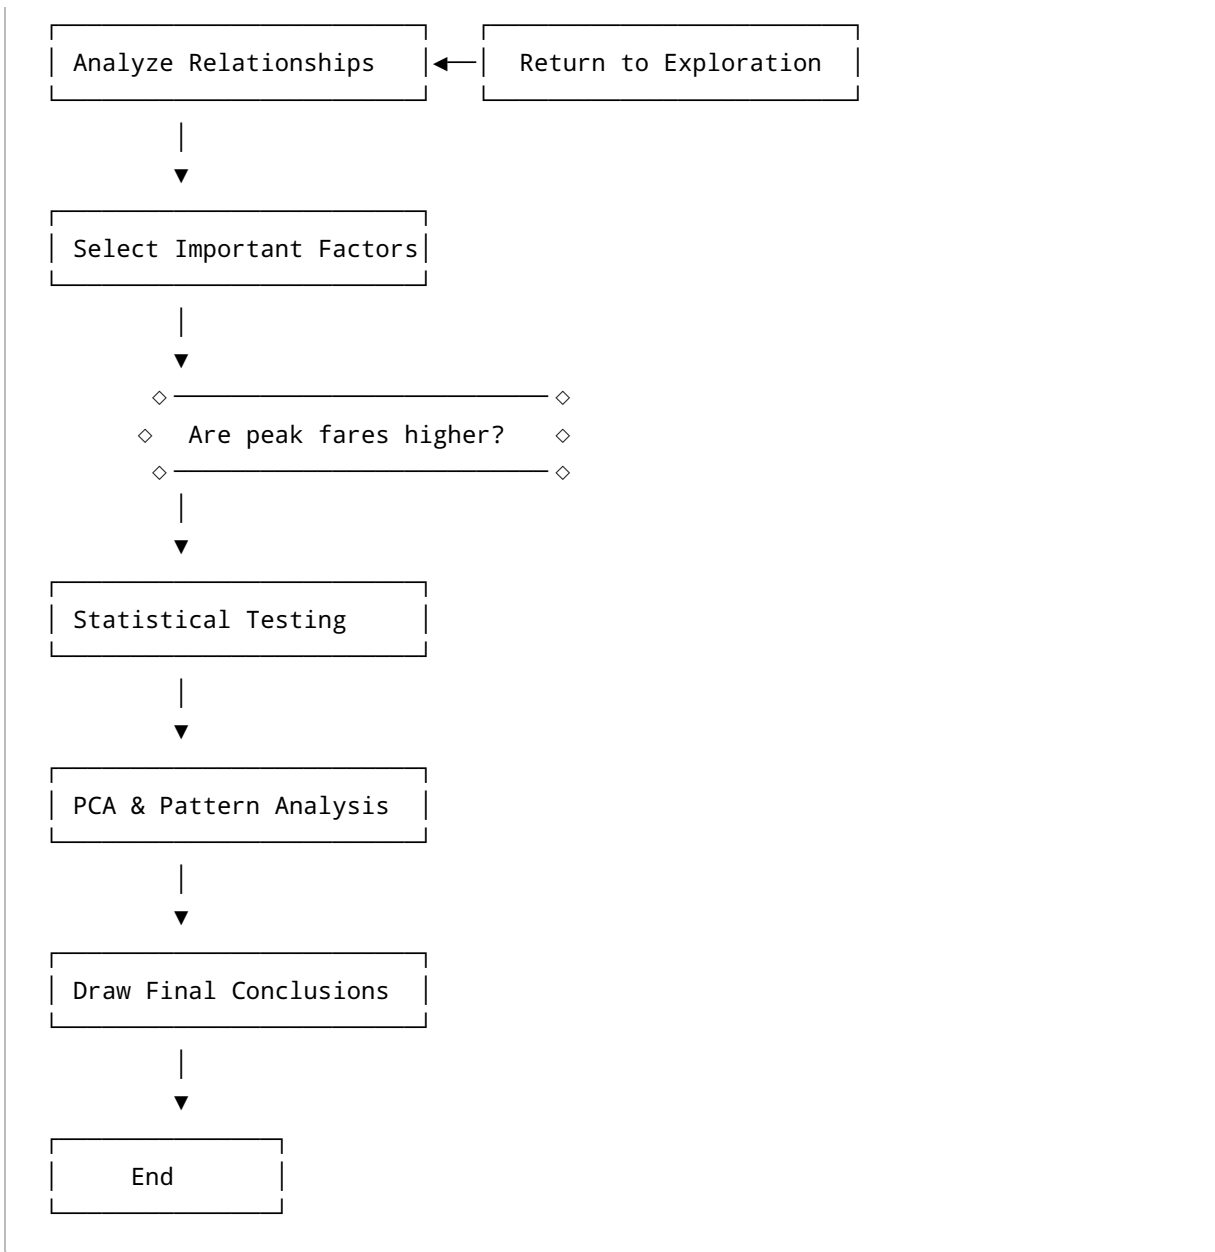 Analyze Relationships Return to Exploration
Select Important Factors
Are peak fares higher?
Statistical Testing
PCA & Pattern Analysis
Draw Final Conclusions
End